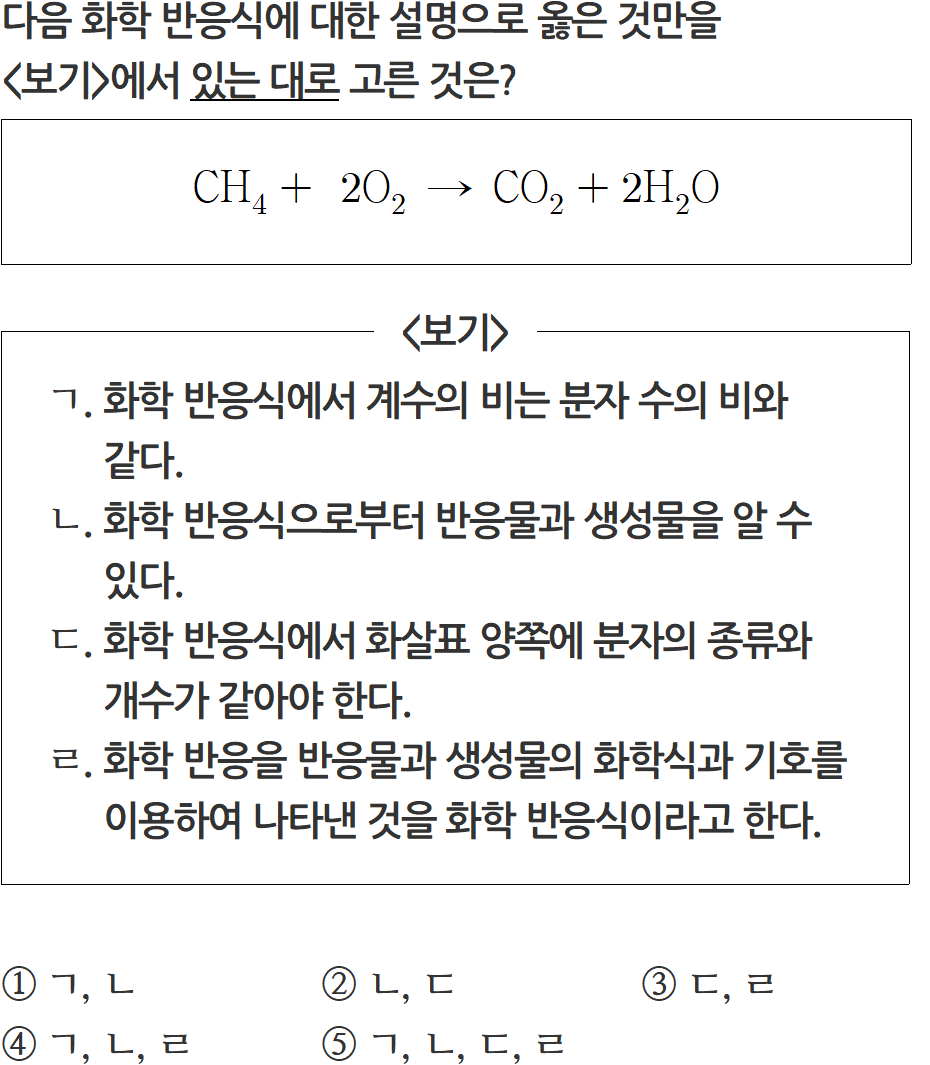 다음 화학 반응식에 대한 설명으로 옳은 것만을
<보기>에서 있는 대로 고른 것은?
CH₄ + 2O₂ → CO₂ + 2H₂O
<보기>
ㄱ. 화학 반응식에서 계수의 비는 분자 수의 비와
같다.
ㄴ. 화학 반응식으로부터 반응물과 생성물을 알 수
있다.
ㄷ. 화학 반응식에서 화살표 양쪽에 분자의 종류와
개수가 같아야 한다.
ㄹ. 화학 반응을 반응물과 생성물의 화학식과 기호를
이용하여 나타낸 것을 화학 반응식이라고 한다.
① ㄱ, ㄴ ② ㄴ, ㄷ ③ ㄷ, ㄹ
④ ㄱ, ㄴ, ㄹ ⑤ ㄱ, ㄴ, ㄷ, ㄹ